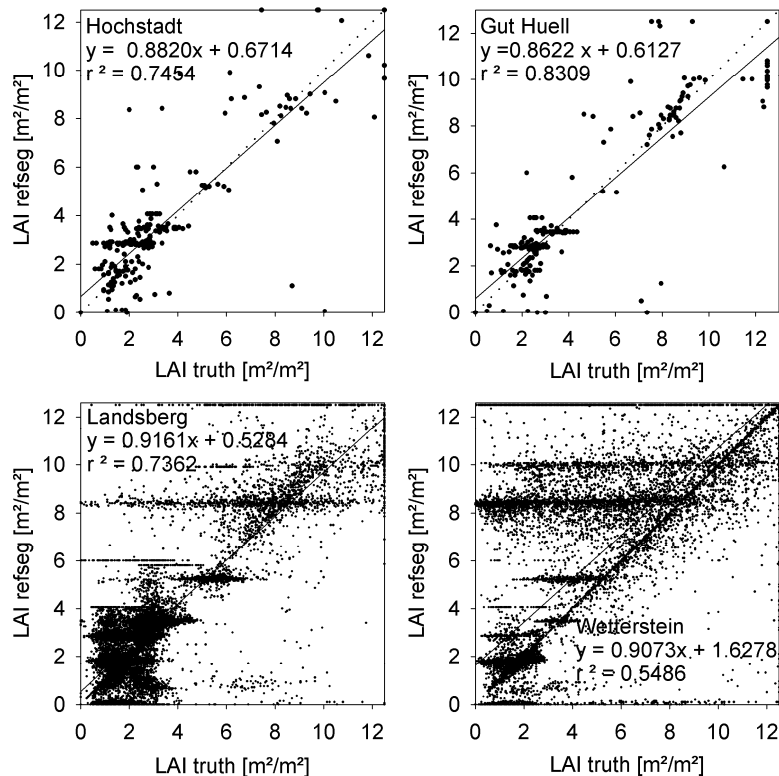 Hochstadt
y = 0.8820x + 0.6714
r ² = 0.7454
12
10
8
6
4
2
0
LAI refseg [m²/m²]
0 2 4 6 8 10 12
LAI truth [m²/m²]
Gut Huell
y =0.8622x + 0.6127
r ² = 0.8309
12
10
8
6
4
2
0
LAI refseg [m²/m²]
0 2 4 6 8 10 12
LAI truth [m²/m²]
Landsberg
y = 0.9161x + 0.5284
r ² = 0.7362
12
10
8
6
4
2
0
LAI refseg [m²/m²]
0 2 4 6 8 10 12
LAI truth [m²/m²]
12
10
8
6
4
2
0
LAI refseg [m²/m²]
Wetterstein
y = 0.9073x + 1.6278
r ² = 0.5486
0 2 4 6 8 10 12
LAI truth [m²/m²]